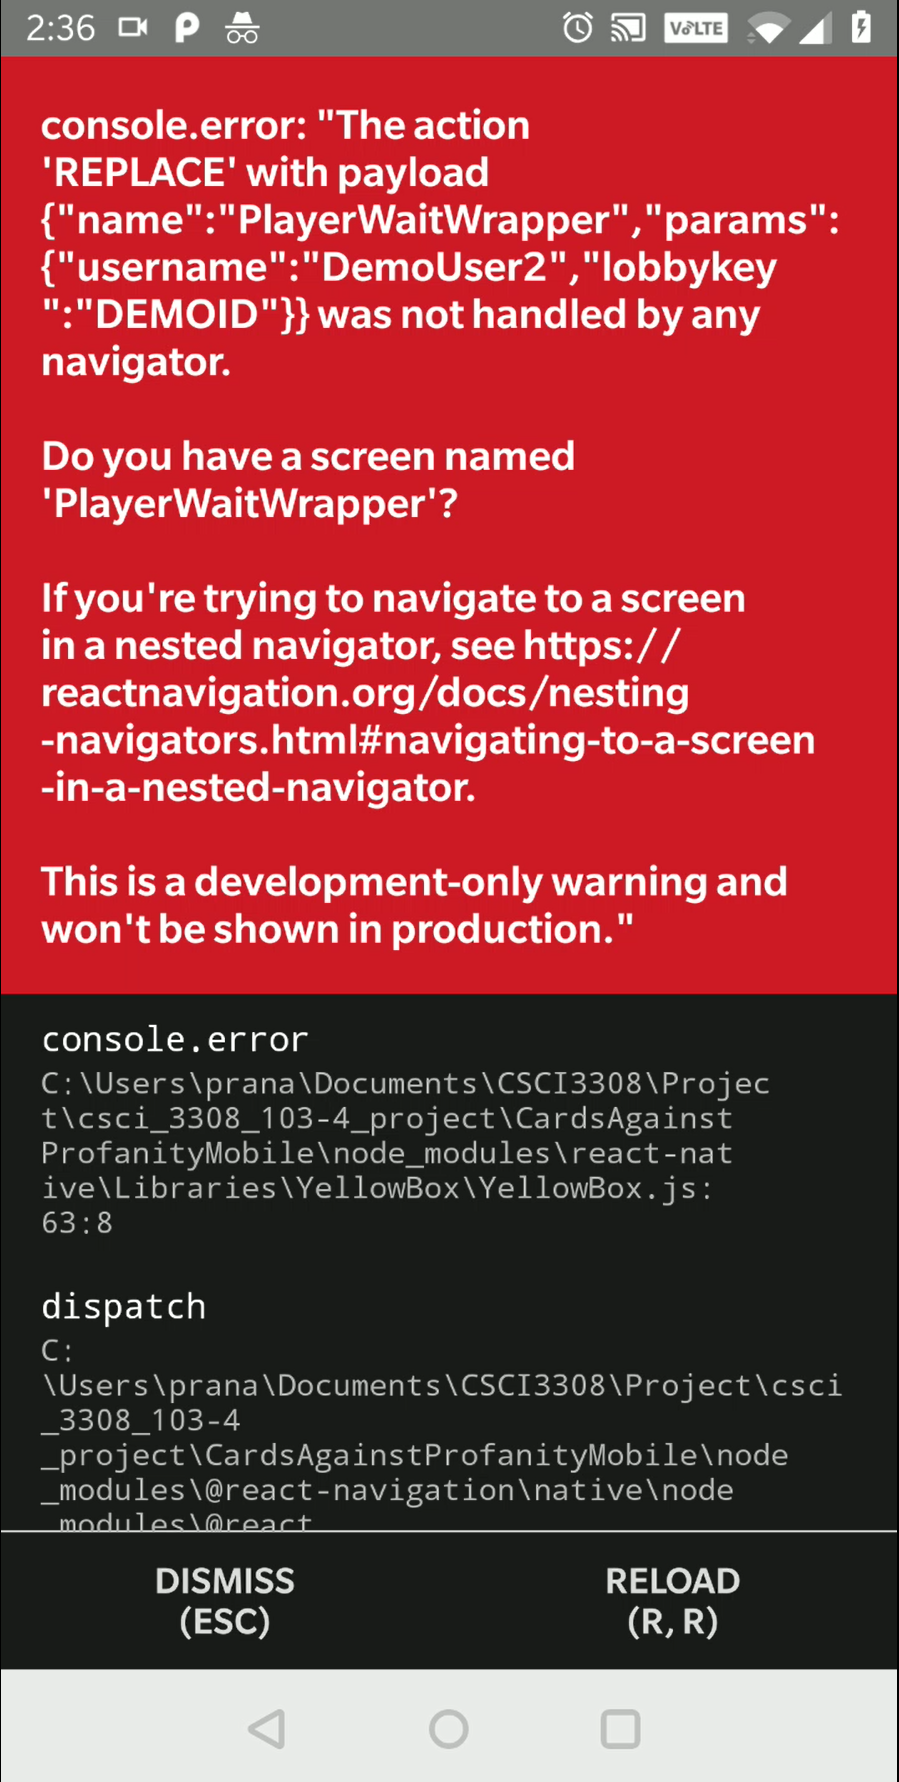 2:36
VoLTE
console.error: "The action
'REPLACE' with payload
{"name":"PlayerWaitWrapper","params":
{"username":"DemoUser2","lobbykey
":"DEMOID"}} was not handled by any
navigator.
Do you have a screen named
'PlayerWaitWrapper'?
If you're trying to navigate to a screen
in a nested navigator, see https://
reactnavigation.org/docs/nesting
-navigators.html#navigating-to-a-screen
-in-a-nested-navigator.
This is a development-only warning and
won't be shown in production."
console.error
C:\Users\prana\Documents\CSCI3308\Projec
t\csci_3308_103-4_project\CardsAgainst
ProfanityMobile\node_modules\react-nat
ive\Libraries\YellowBox\YellowBox.js:
63:8
dispatch
C:
\Users\prana\Documents\CSCI3308\Project\csci
_3308_103-4
_project\CardsAgainstProfanityMobile\node
_modules\@react-navigation\native\node
_modules\@react
DISMISS
(ESC)
RELOAD
(R, R)